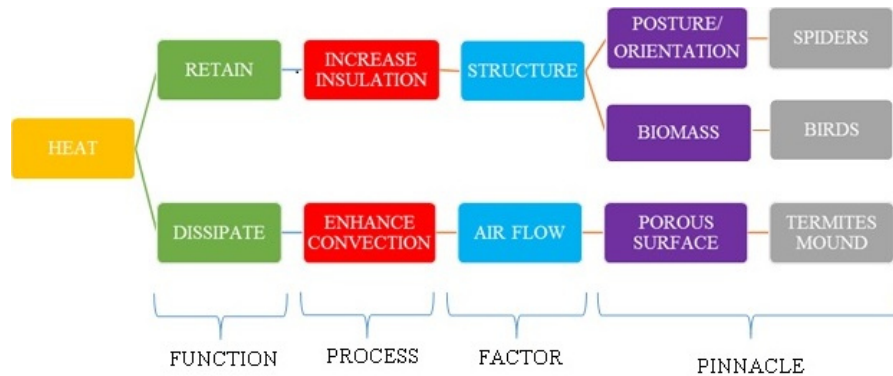 HEAT
RETAIN
INCREASE
INSULATION
STRUCTURE
POSTURE/
ORIENTATION
SPIDERS
BIOMASS
BIRDS
DISSIPATE
ENHANCE
CONVECTION
AIR FLOW
POROUS
SURFACE
TERMITES
MOUND
FUNCTION
PROCESS
FACTOR
PINNACLE